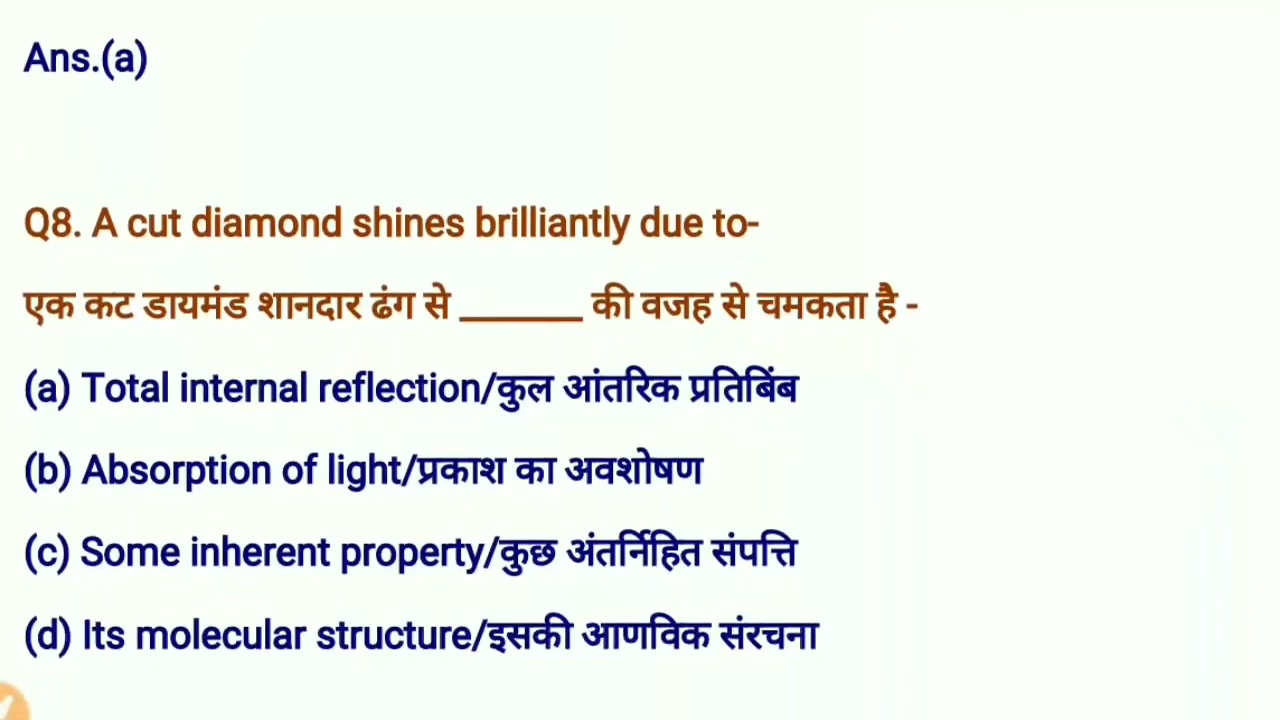 Ans.(a)
Q8. A cut diamond shines brilliantly due to-
एक कट डायमंड शानदार ढंग से ______ की वजह से चमकता है -
(a) Total internal reflection/कुल आंतरिक प्रतिबिंब
(b) Absorption of light/प्रकाश का अवशोषण
(c) Some inherent property/कुछ अंतर्निहित संपत्ति
(d) Its molecular structure/इसकी आणविक संरचना